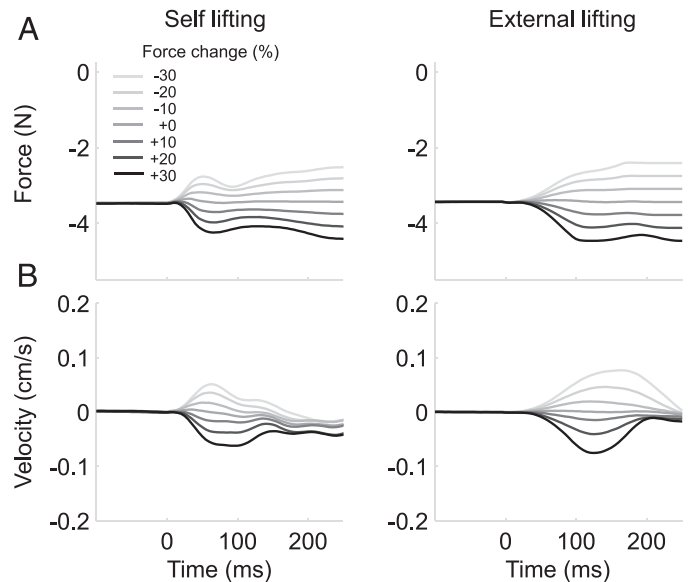 A
Self lifting
External lifting
Force change (%)
-30
-20
-10
+0
+10
+20
+30
Force (N)
0
-2
-4
B
Velocity (cm/s)
0.2
0.1
0
-0.1
-0.2
0.2
0.1
0
-0.1
-0.2
0
-2
-4
0 100 ms) 200
Time (ms)
0 100 ms) 200
Time (ms)